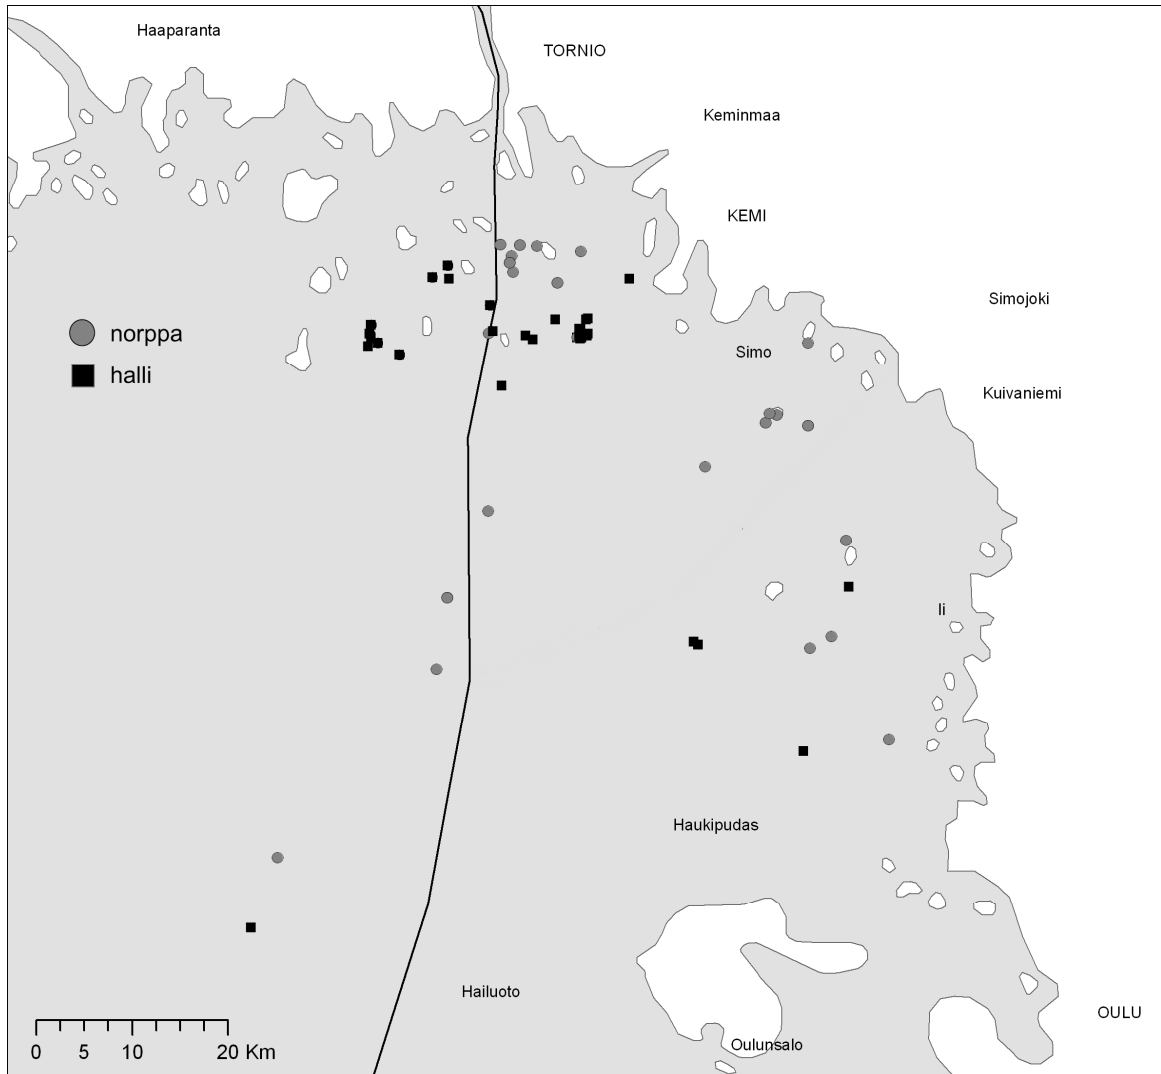 Haaparanta
TORNIO
Keminmaa
KEMI
Simojoki
norppa
Simo
halli
Kuivaniemi
Ii
Haukipudas
Hailuoto
OULU
Oulunsalo
0 5 10 20 Km